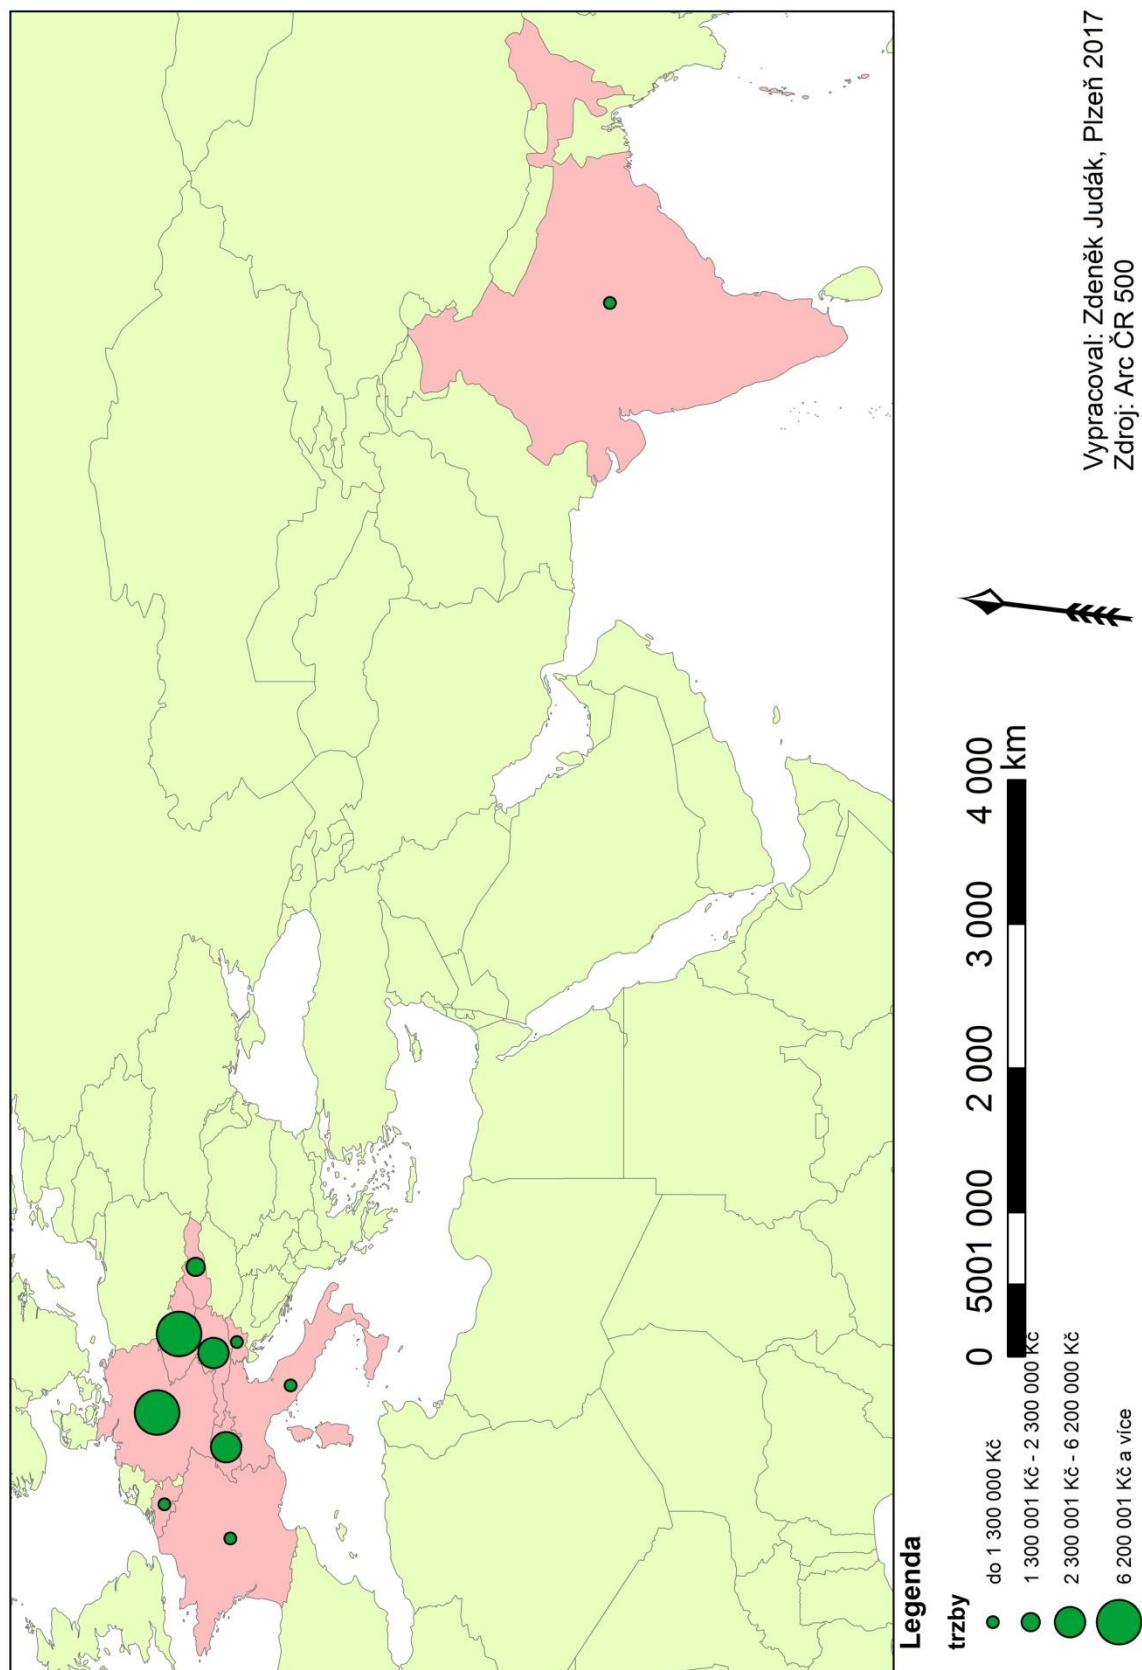 Legenda
trzby
do 1 300 000 Kč
1 300 001 Kč - 2 300 000 Kč
2 300 001 Kč - 6 200 000 Kč
6 200 001 Kč a více
0 5001 000 2 000 3 000 4 000
km
Vypracoval: Zdeněk Judák, Plzeň 2017
Zdroj: Arc ČR 500